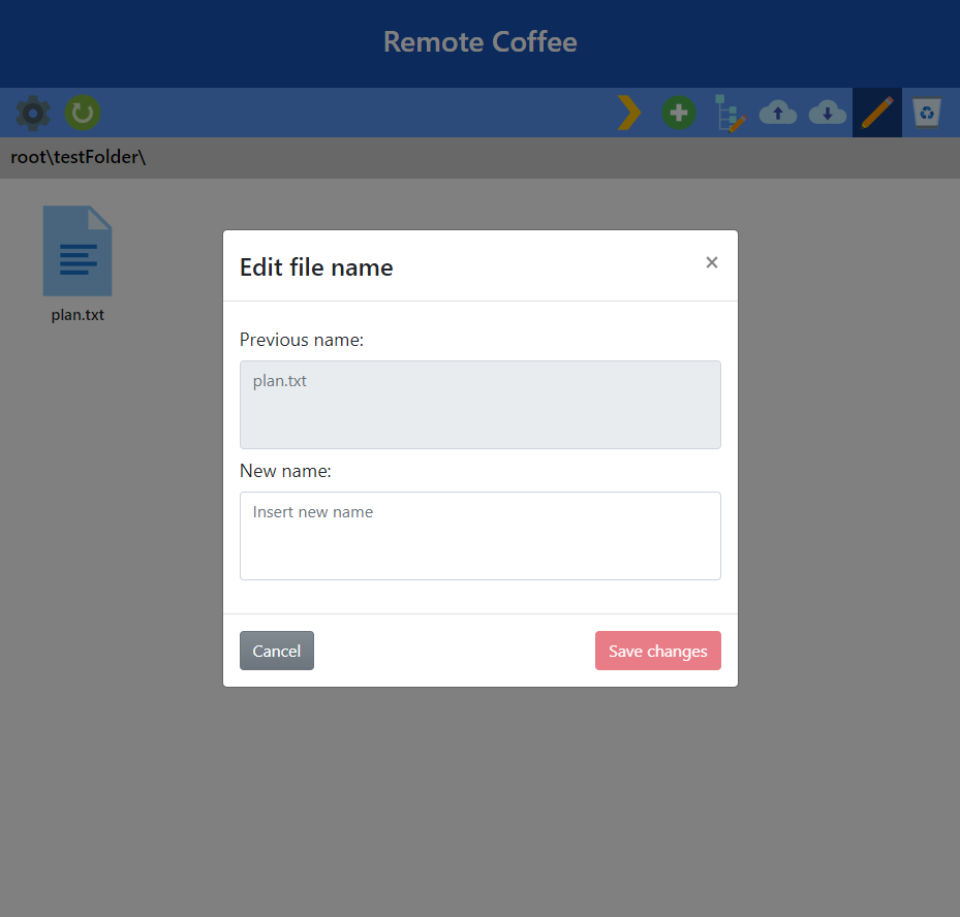 Remote Coffee
root\testFolder\
plan.txt
Edit file name
×
Previous name:
plan.txt
New name:
Insert new name
Cancel
Save changes